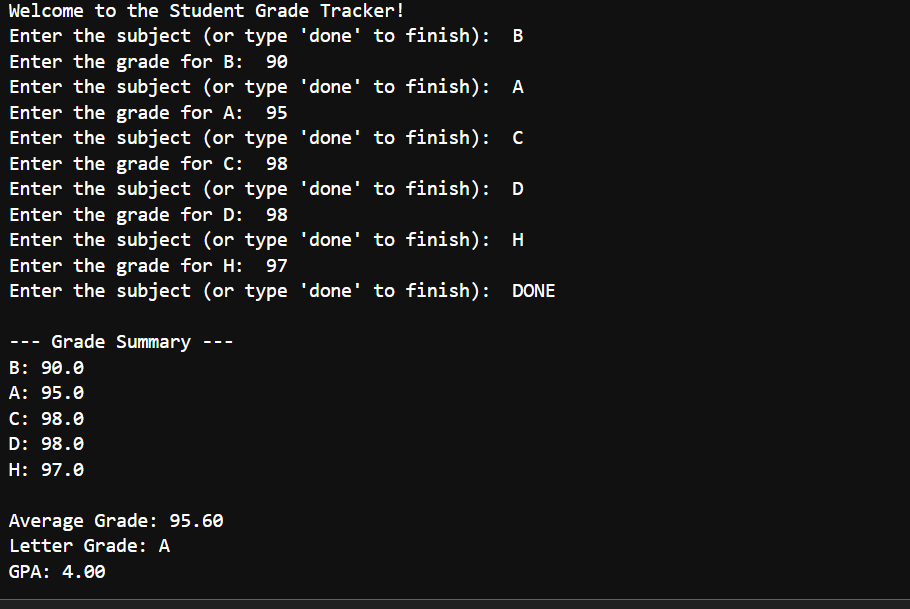 Welcome to the Student Grade Tracker!
Enter the subject (or type 'done' to finish):  B
Enter the grade for B:  90
Enter the subject (or type 'done' to finish):  A
Enter the grade for A:  95
Enter the subject (or type 'done' to finish):  C
Enter the grade for C:  98
Enter the subject (or type 'done' to finish):  D
Enter the grade for D:  98
Enter the subject (or type 'done' to finish):  H
Enter the grade for H:  97
Enter the subject (or type 'done' to finish):  DONE
--- Grade Summary ---
B: 90.0
A: 95.0
C: 98.0
D: 98.0
H: 97.0
Average Grade: 95.60
Letter Grade: A
GPA: 4.00